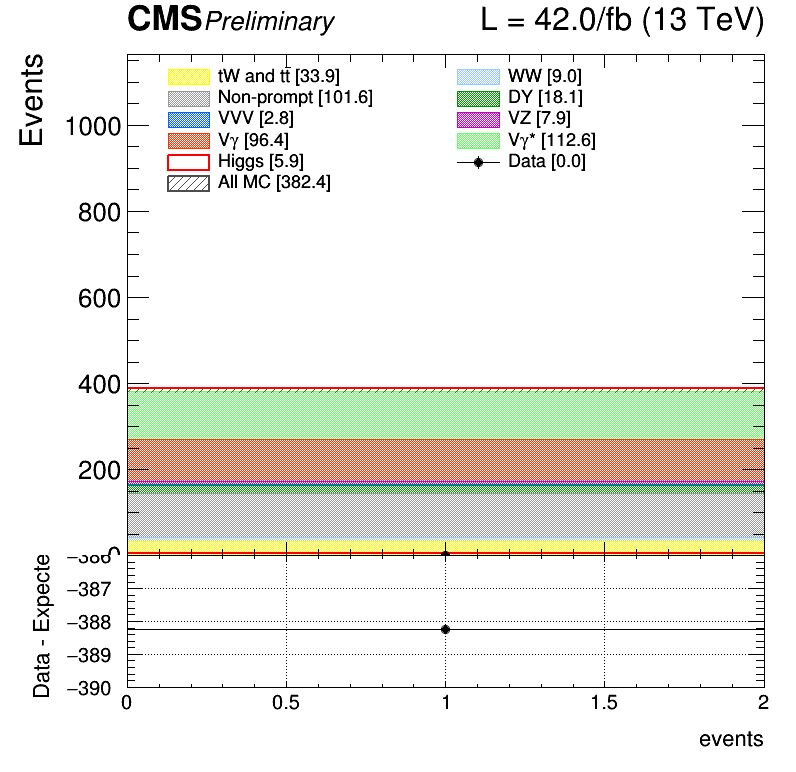 CMS Preliminary L = 42.0/fb (13 TeV)
Events
tW and tt̄ [33.9] WW [9.0]
Non-prompt [101.6] DY [18.1]
VVV [2.8] VZ [7.9]
Vγ [96.4] Vγ* [112.6]
Higgs [5.9] Data [0.0]
All MC [382.4]
1000
800
600
400
200
0
Data - Expecte
−386
−387
−388
−389
−390
0 0.5 1 1.5 2
events